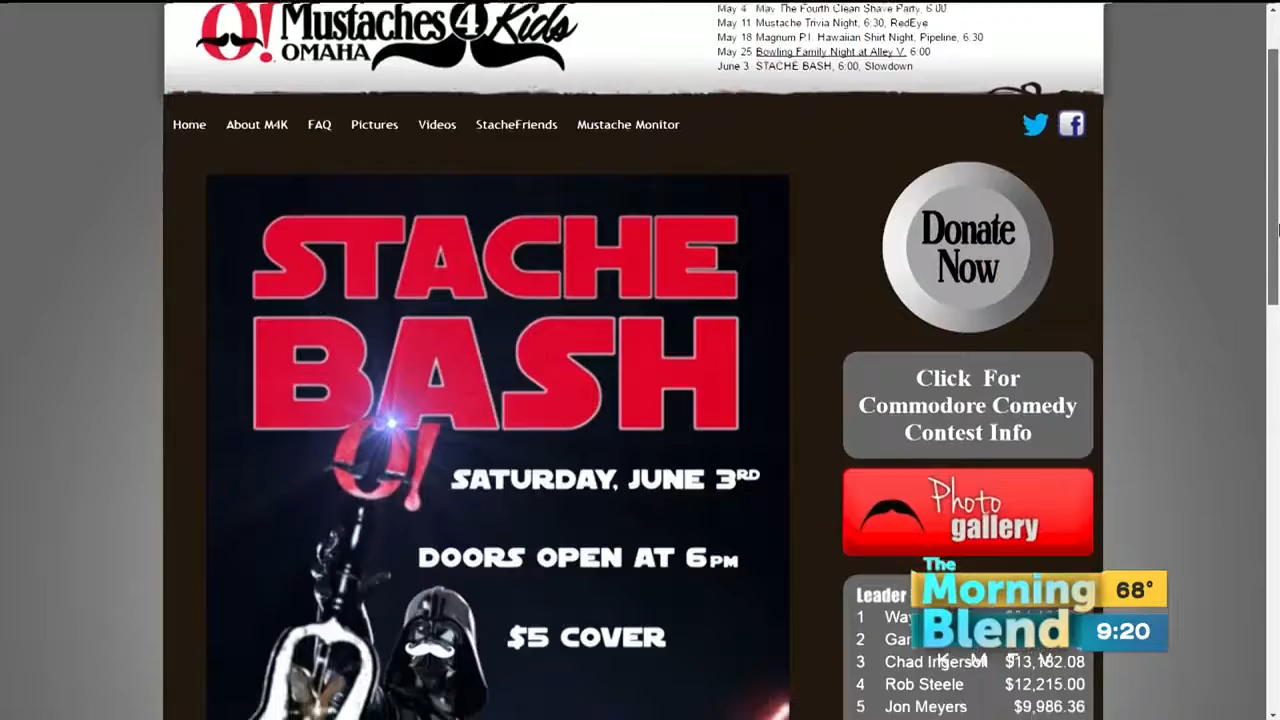 O! Mustaches 4 Kids
OMAHA
May 4 May The Fourth Clean Shave Party, 6:00
May 11 Mustache Trivia Night, 6:30, RedEye
May 18 Magnum P.I. Hawaiian Shirt Night, Pipeline, 6:30
May 25 Bowling Family Night at Alley V. 6:00
June 3 STACHE BASH, 6:00, Slowdown
Home About M4K FAQ Pictures Videos StacheFriends Mustache Monitor
STACHE
BASH
O!
SATURDAY, JUNE 3RD
DOORS OPEN AT 6PM
$5 COVER
Donate
Now
Click For
Commodore Comedy
Contest Info
Photo
gallery
Leader
1
2
3 Chad Ingersoll
4 Rob Steele $12,215.00
5 Jon Meyers $9,986.36
The
Morning
Blend
KMTV
68°
9:20